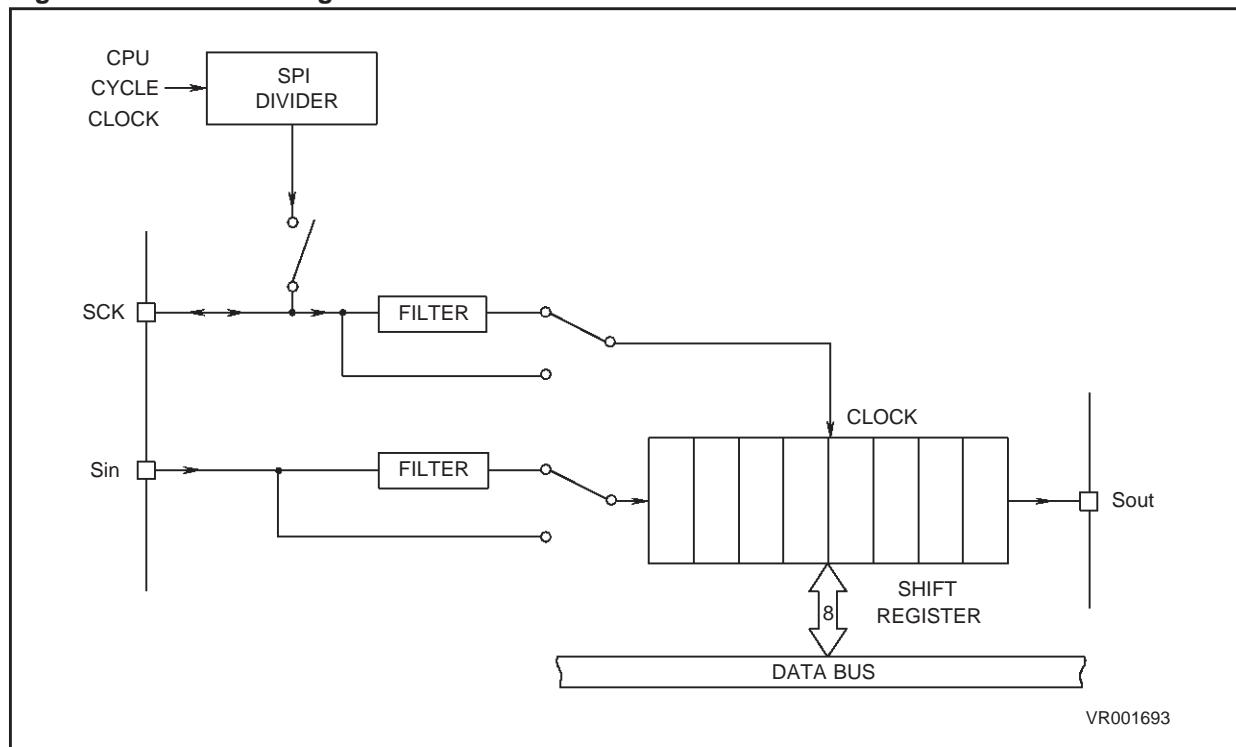 CPU
CYCLE
CLOCK
SPI
DIVIDER
SCK
FILTER
CLOCK
Sin
FILTER
Sout
SHIFT
REGISTER
8
DATA BUS
VR001693